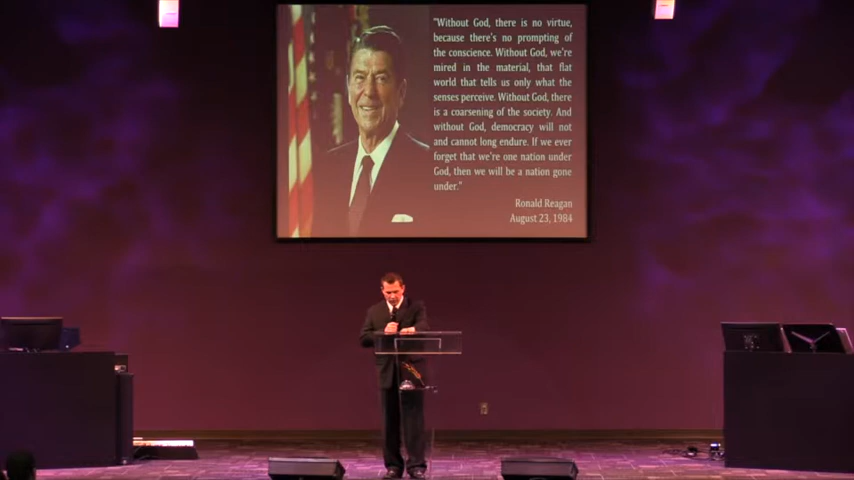 "Without God, there is no virtue,
because there's no prompting of
the conscience. Without God, we're
mired in the material, that flat
world that tells us only what the
senses perceive. Without God, there
is a coarsening of the society. And
without God, democracy will not
and cannot long endure. If we ever
forget that we're one nation under
God, then we will be a nation gone
under."
Ronald Reagan
August 23, 1984